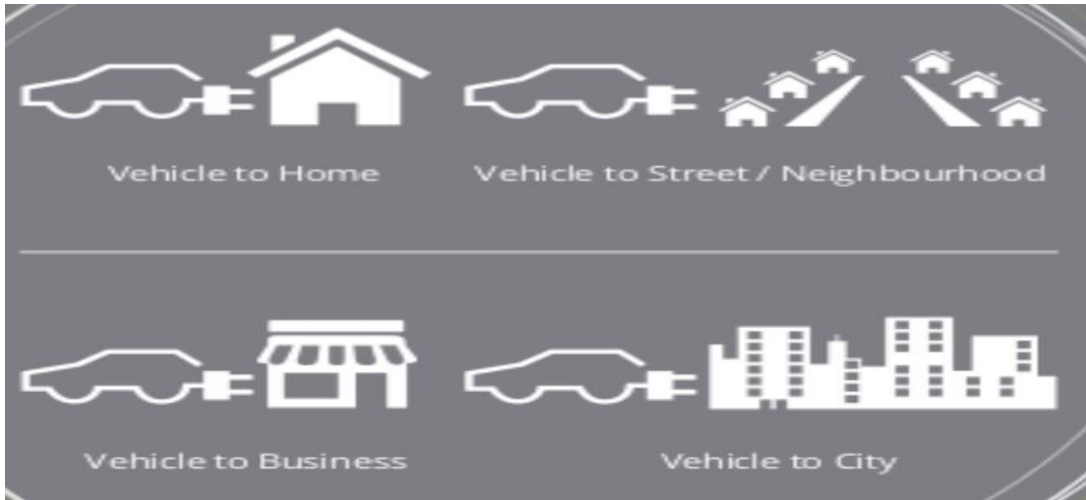 Vehicle to Home
Vehicle to Street / Neighbourhood
Vehicle to Business
Vehicle to City